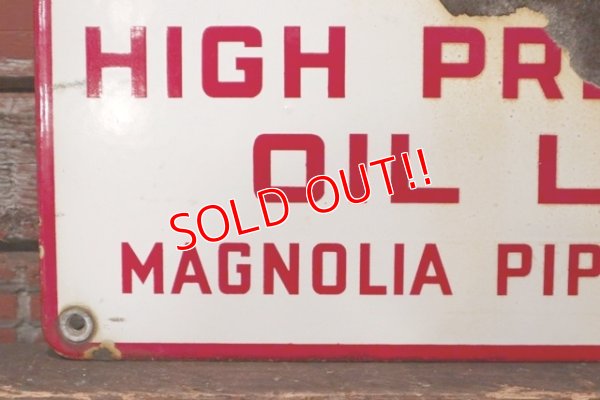 HIGH PR
OIL L
SOLD OUT!!
MAGNOLIA PIP